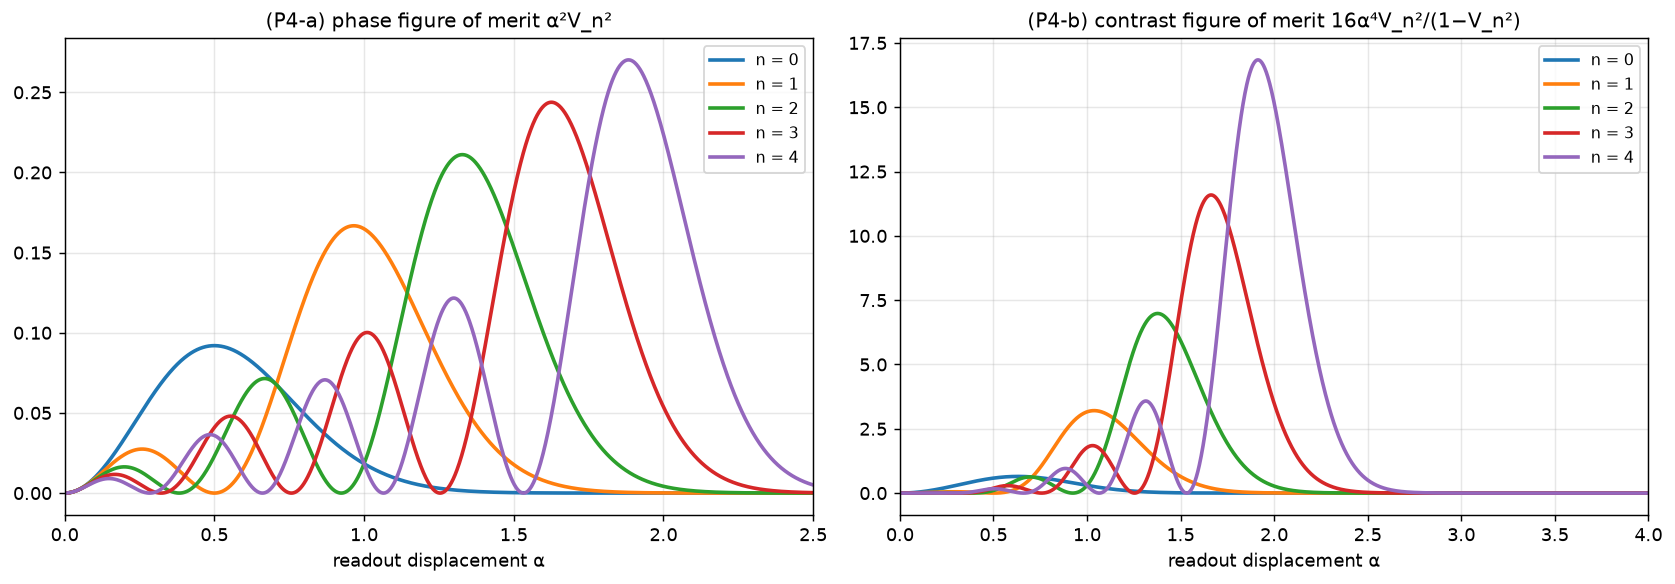 (P4-a) phase figure of merit α²V_n²
0.25
0.20
0.15
0.10
0.05
0.00
0.0 0.5 1.0 1.5 2.0 2.5
readout displacement α
n = 0
n = 1
n = 2
n = 3
n = 4
(P4-b) contrast figure of merit 16α⁴V_n²/(1−V_n²)
17.5
15.0
12.5
10.0
7.5
5.0
2.5
0.0
0.0 0.5 1.0 1.5 2.0 2.5 3.0 3.5 4.0
readout displacement α
n = 0
n = 1
n = 2
n = 3
n = 4